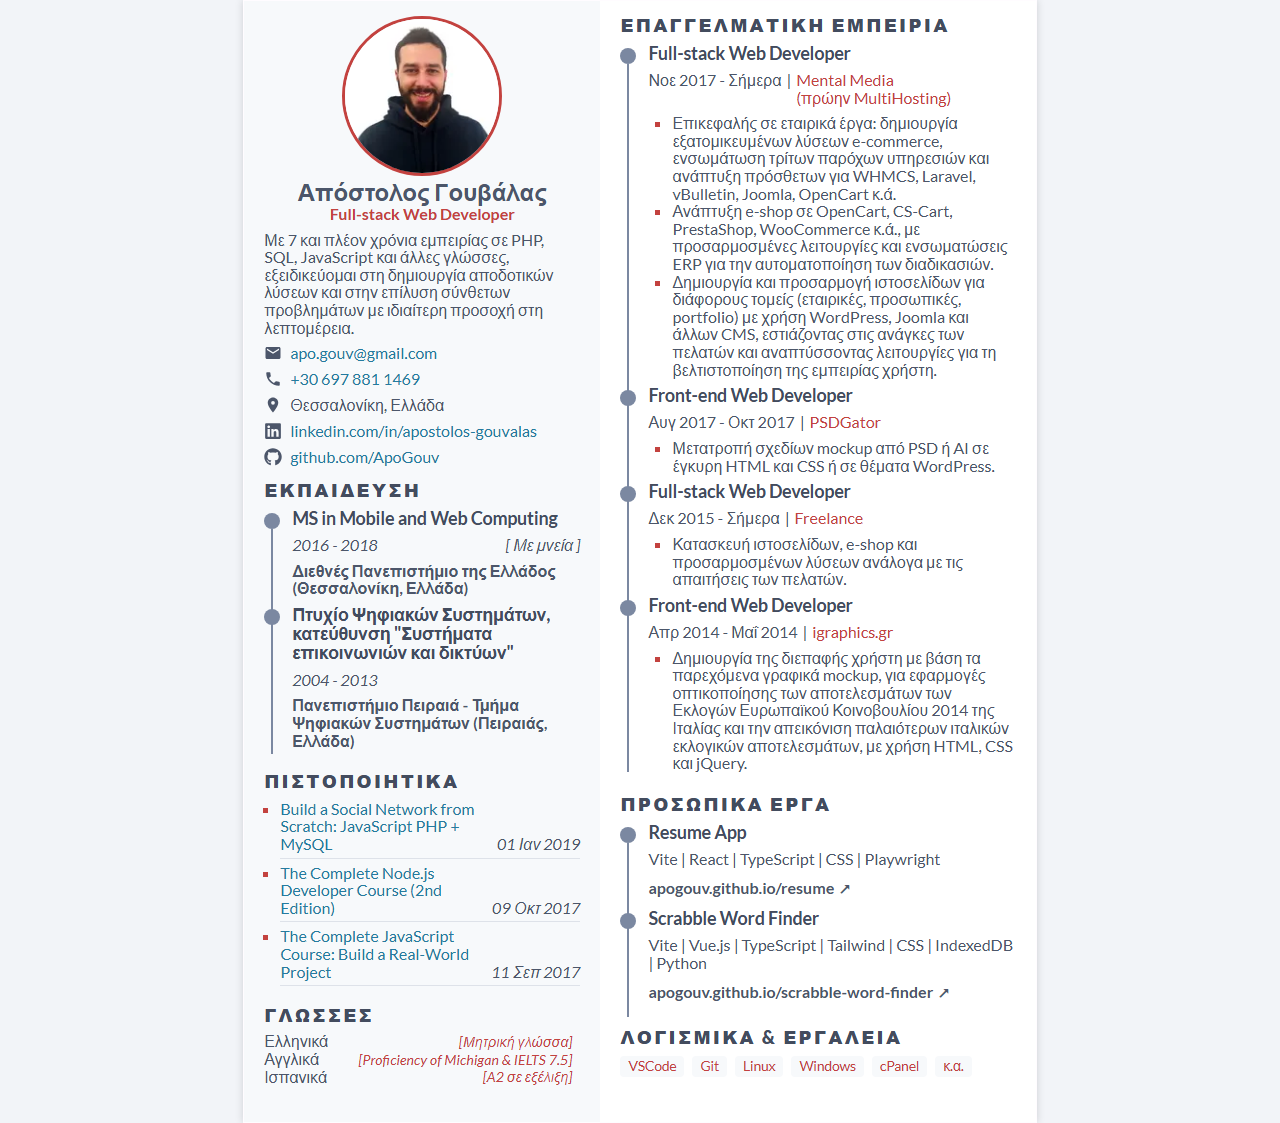 Απόστολος Γουβάλας
Full-stack Web Developer
Με 7 και πλέον χρόνια εμπειρίας σε PHP,
SQL, JavaScript και άλλες γλώσσες,
εξειδικεύομαι στη δημιουργία αποδοτικών
λύσεων και στην επίλυση σύνθετων
προβλημάτων με ιδιαίτερη προσοχή στη
λεπτομέρεια.
apo.gouv@gmail.com
+30 697 881 1469
Θεσσαλονίκη, Ελλάδα
linkedin.com/in/apostolos-gouvalas
github.com/ApoGouv
ΕΚΠΑΙΔΕΥΣΗ
MS in Mobile and Web Computing
2016 - 2018 [ Με μνεία ]
Διεθνές Πανεπιστήμιο της Ελλάδος
(Θεσσαλονίκη, Ελλάδα)
Πτυχίο Ψηφιακών Συστημάτων,
κατεύθυνση "Συστήματα
επικοινωνιών και δικτύων"
2004 - 2013
Πανεπιστήμιο Πειραιά - Τμήμα
Ψηφιακών Συστημάτων (Πειραιάς,
Ελλάδα)
ΠΙΣΤΟΠΟΙΗΤΙΚΑ
Build a Social Network from
Scratch: JavaScript PHP +
MySQL 01 Ιαν 2019
The Complete Node.js
Developer Course (2nd
Edition) 09 Οκτ 2017
The Complete JavaScript
Course: Build a Real-World
Project 11 Σεπ 2017
ΓΛΩΣΣΕΣ
Ελληνικά [Μητρική γλώσσα]
Αγγλικά [Proficiency of Michigan & IELTS 7.5]
Ισπανικά [A2 σε εξέλιξη]
ΕΠΑΓΓΕΛΜΑΤΙΚΗ ΕΜΠΕΙΡΙΑ
Full-stack Web Developer
Νοε 2017 - Σήμερα | Mental Media
(πρώην MultiHosting)
Επικεφαλής σε εταιρικά έργα: δημιουργία
εξατομικευμένων λύσεων e-commerce,
ενσωμάτωση τρίτων παρόχων υπηρεσιών και
ανάπτυξη πρόσθετων για WHMCS, Laravel,
vBulletin, Joomla, OpenCart κ.ά.
Ανάπτυξη e-shop σε OpenCart, CS-Cart,
PrestaShop, WooCommerce κ.ά., με
προσαρμοσμένες λειτουργίες και ενσωματώσεις
ERP για την αυτοματοποίηση των διαδικασιών.
Δημιουργία και προσαρμογή ιστοσελίδων για
διάφορους τομείς (εταιρικές, προσωπικές,
portfolio) με χρήση WordPress, Joomla και
άλλων CMS, εστιάζοντας στις ανάγκες των
πελατών και αναπτύσσοντας λειτουργίες για τη
βελτιστοποίηση της εμπειρίας χρήστη.
Front-end Web Developer
Αυγ 2017 - Οκτ 2017 | PSDGator
Μετατροπή σχεδίων mockup από PSD ή AI σε
έγκυρη HTML και CSS ή σε θέματα WordPress.
Full-stack Web Developer
Δεκ 2015 - Σήμερα | Freelance
Κατασκευή ιστοσελίδων, e-shop και
προσαρμοσμένων λύσεων ανάλογα με τις
απαιτήσεις των πελατών.
Front-end Web Developer
Απρ 2014 - Μαΐ 2014 | igraphics.gr
Δημιουργία της διεπαφής χρήστη με βάση τα
παρεχόμενα γραφικά mockup, για εφαρμογές
οπτικοποίησης των αποτελεσμάτων των
Εκλογών Ευρωπαϊκού Κοινοβουλίου 2014 της
Ιταλίας και την απεικόνιση παλαιότερων ιταλικών
εκλογικών αποτελεσμάτων, με χρήση HTML, CSS
και jQuery.
ΠΡΟΣΩΠΙΚΑ ΕΡΓΑ
Resume App
Vite | React | TypeScript | CSS | Playwright
apogouv.github.io/resume ↗
Scrabble Word Finder
Vite | Vue.js | TypeScript | Tailwind | CSS | IndexedDB
| Python
apogouv.github.io/scrabble-word-finder ↗
ΛΟΓΙΣΜΙΚΑ & ΕΡΓΑΛΕΙΑ
VSCode Git Linux Windows cPanel κ.α.